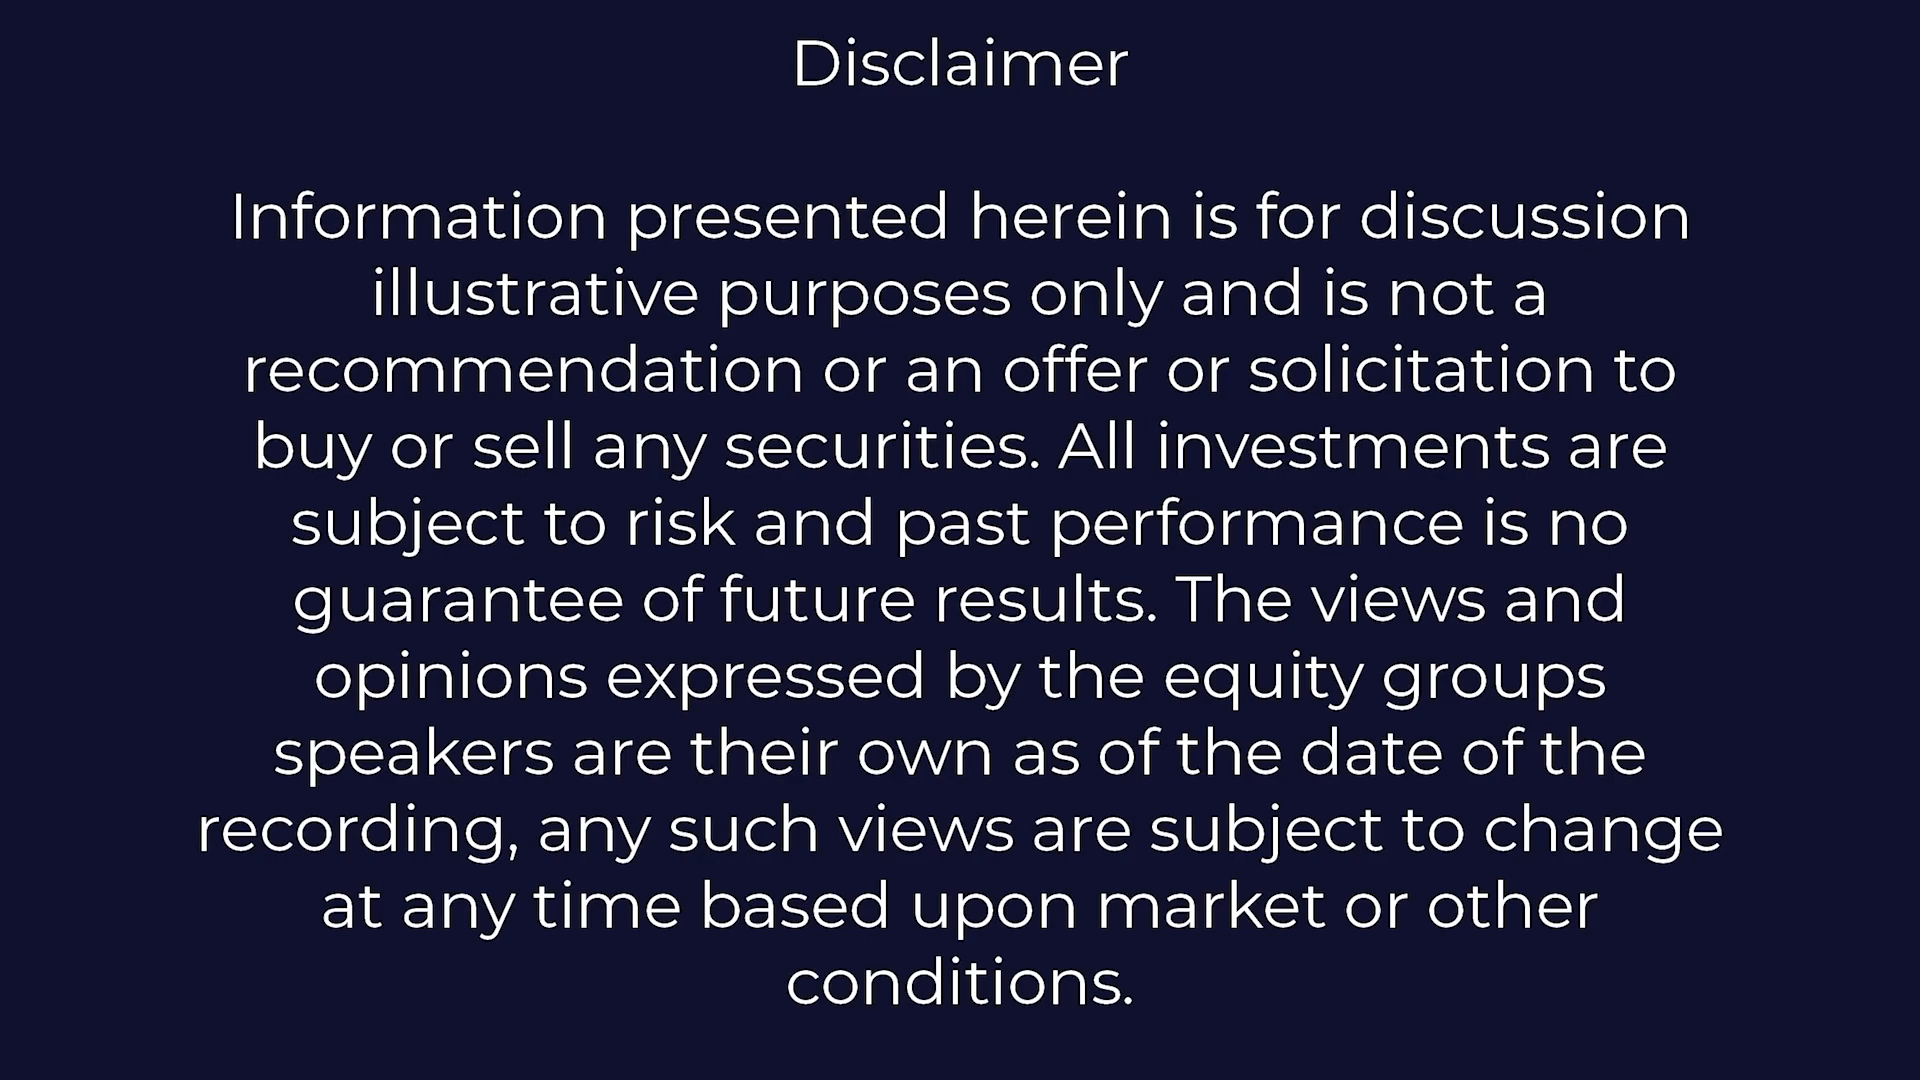 Disclaimer
Information presented herein is for discussion
illustrative purposes only and is not a
recommendation or an offer or solicitation to
buy or sell any securities. All investments are
subject to risk and past performance is no
guarantee of future results. The views and
opinions expressed by the equity groups
speakers are their own as of the date of the
recording, any such views are subject to change
at any time based upon market or other
conditions.